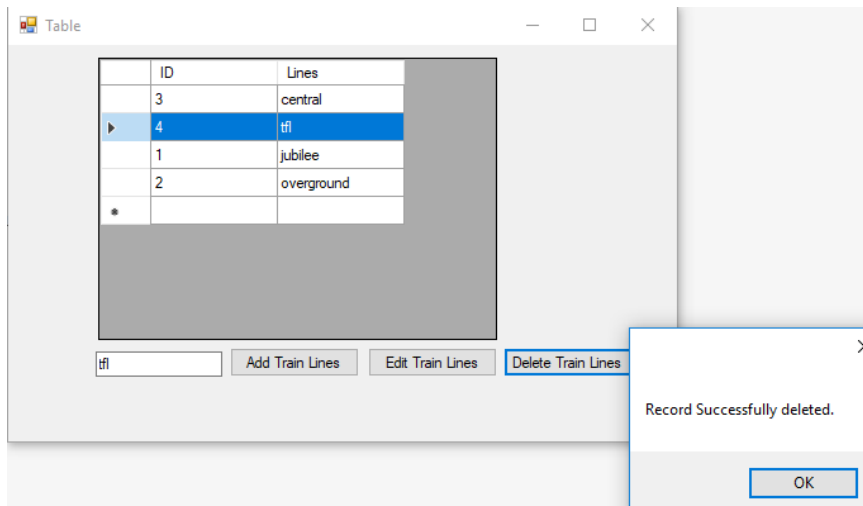 Table
ID Lines
3 central
4 tfl
1 jubilee
2 overground
tfl Add Train Lines Edit Train Lines Delete Train Lines
Record Successfully deleted.
OK